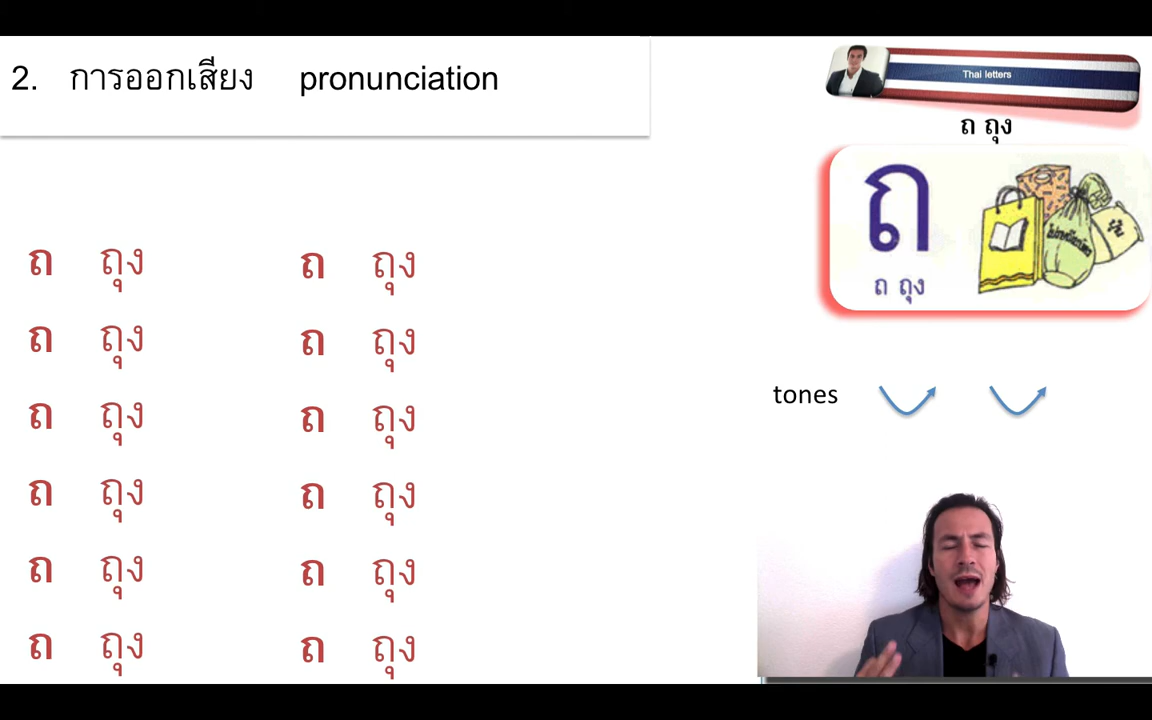 2. การออกเสียง pronunciation
Thai letters
ถ ถุง
ถ
ถ ถุง
ถ ถุง ถ ถุง
ถ ถุง ถ ถุง
tones
ถ ถุง ถ ถุง
ถ ถุง ถ ถุง
ถ ถุง ถ ถุง
ถ ถุง ถ ถุง